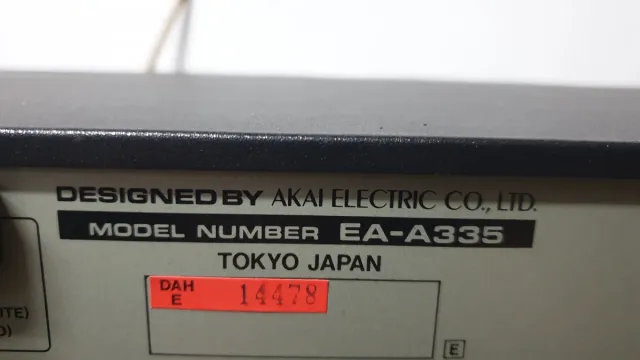 DESIGNED BY AKAI ELECTRIC CO., LTD.
MODEL NUMBER EA-A335
TOKYO JAPAN
DAH
E 14478
E